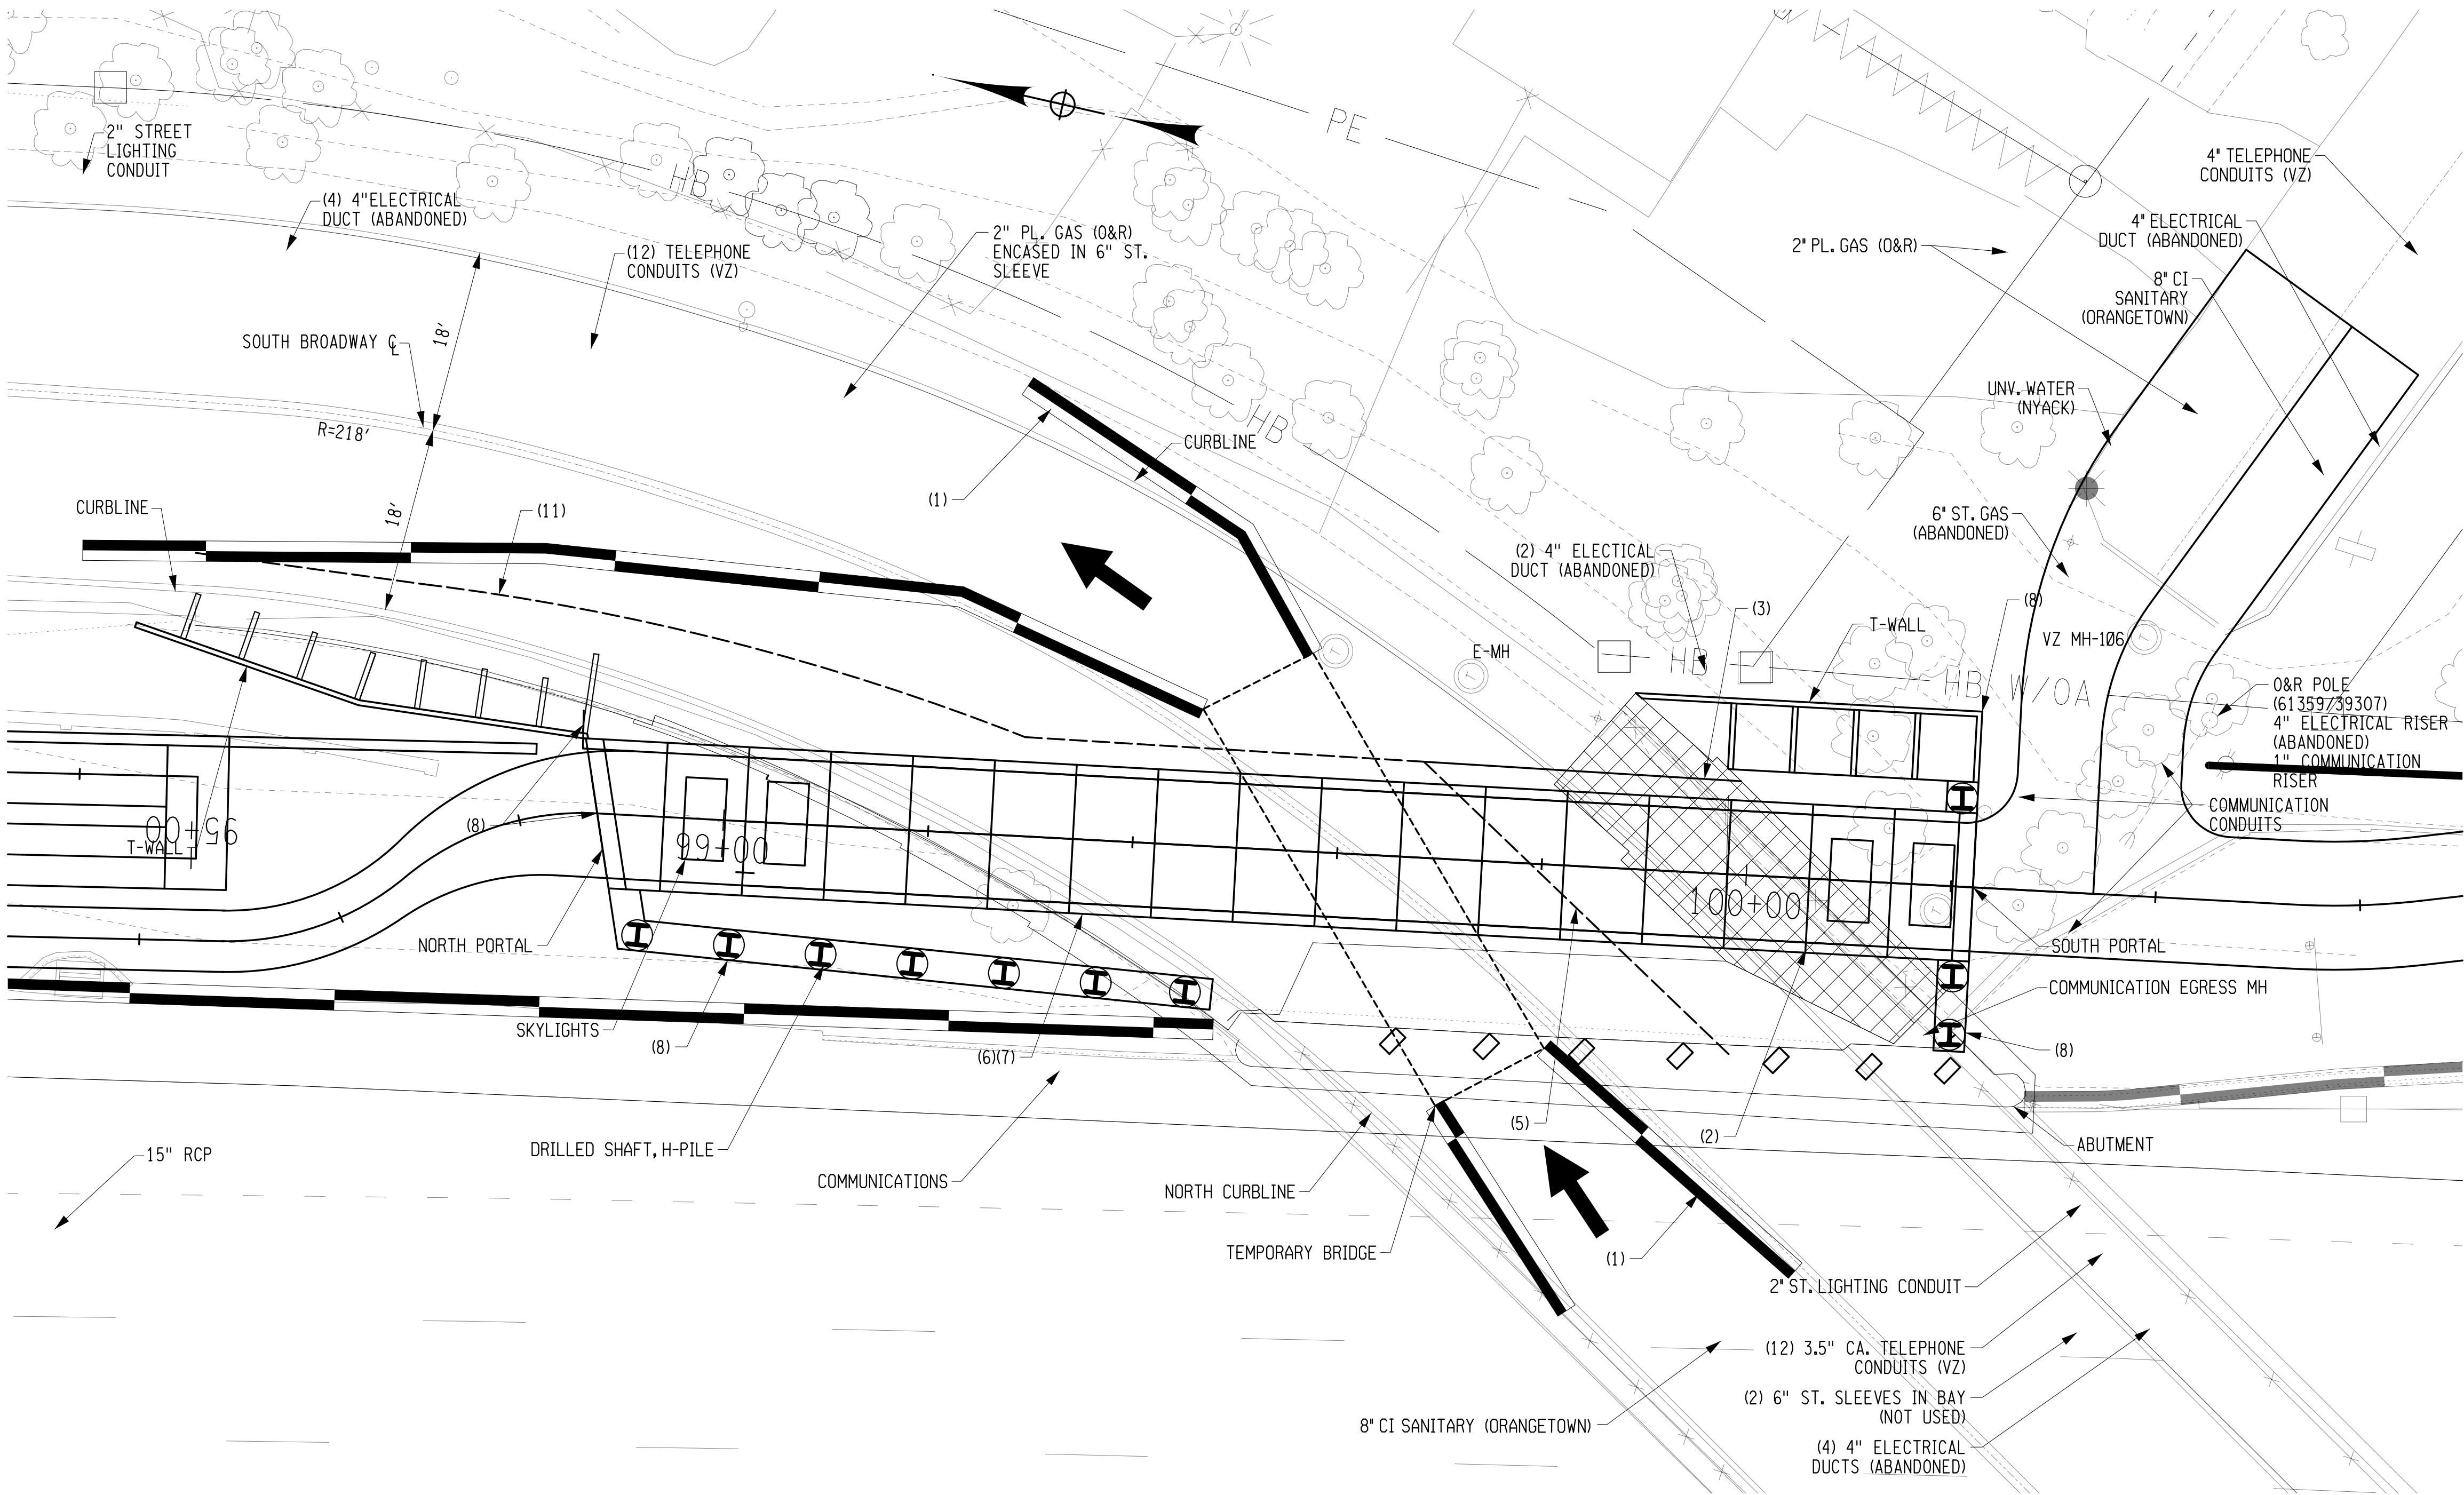 PE
2" STREET
LIGHTING
CONDUIT
4" TELEPHONE
CONDUITS (VZ)
HB
(4) 4"ELECTRICAL
DUCT (ABANDONED)
(12) TELEPHONE
CONDUITS (VZ)
2" PL. GAS (O&R)
ENCASED IN 6" ST.
SLEEVE
2" PL. GAS (O&R)
4" ELECTRICAL
DUCT (ABANDONED)
8" CI
SANITARY
(ORANGETOWN)
18'
SOUTH BROADWAY ℄
R=218'
UNV. WATER
(NYACK)
HB
CURBLINE
(1)
CURBLINE
18'
(11)
6" ST. GAS
(ABANDONED)
(2) 4" ELECTICAL
DUCT (ABANDONED)
(3)
(8)
T-WALL
VZ MH-106
E-MH
HB
HB W/OA
O&R POLE
(61359/39307)
4" ELECTRICAL RISER
(ABANDONED)
1" COMMUNICATION
RISER
COMMUNICATION
CONDUITS
95+00
T-WALL
(8)
99+00
100+00
NORTH PORTAL
SOUTH PORTAL
COMMUNICATION EGRESS MH
SKYLIGHTS
(8)
(6)(7)
(8)
(5)
(2)
ABUTMENT
15" RCP
DRILLED SHAFT, H-PILE
COMMUNICATIONS
NORTH CURBLINE
TEMPORARY BRIDGE
(1)
2" ST. LIGHTING CONDUIT
(12) 3.5" CA. TELEPHONE
CONDUITS (VZ)
(2) 6" ST. SLEEVES IN BAY
(NOT USED)
8" CI SANITARY (ORANGETOWN)
(4) 4" ELECTRICAL
DUCTS (ABANDONED)